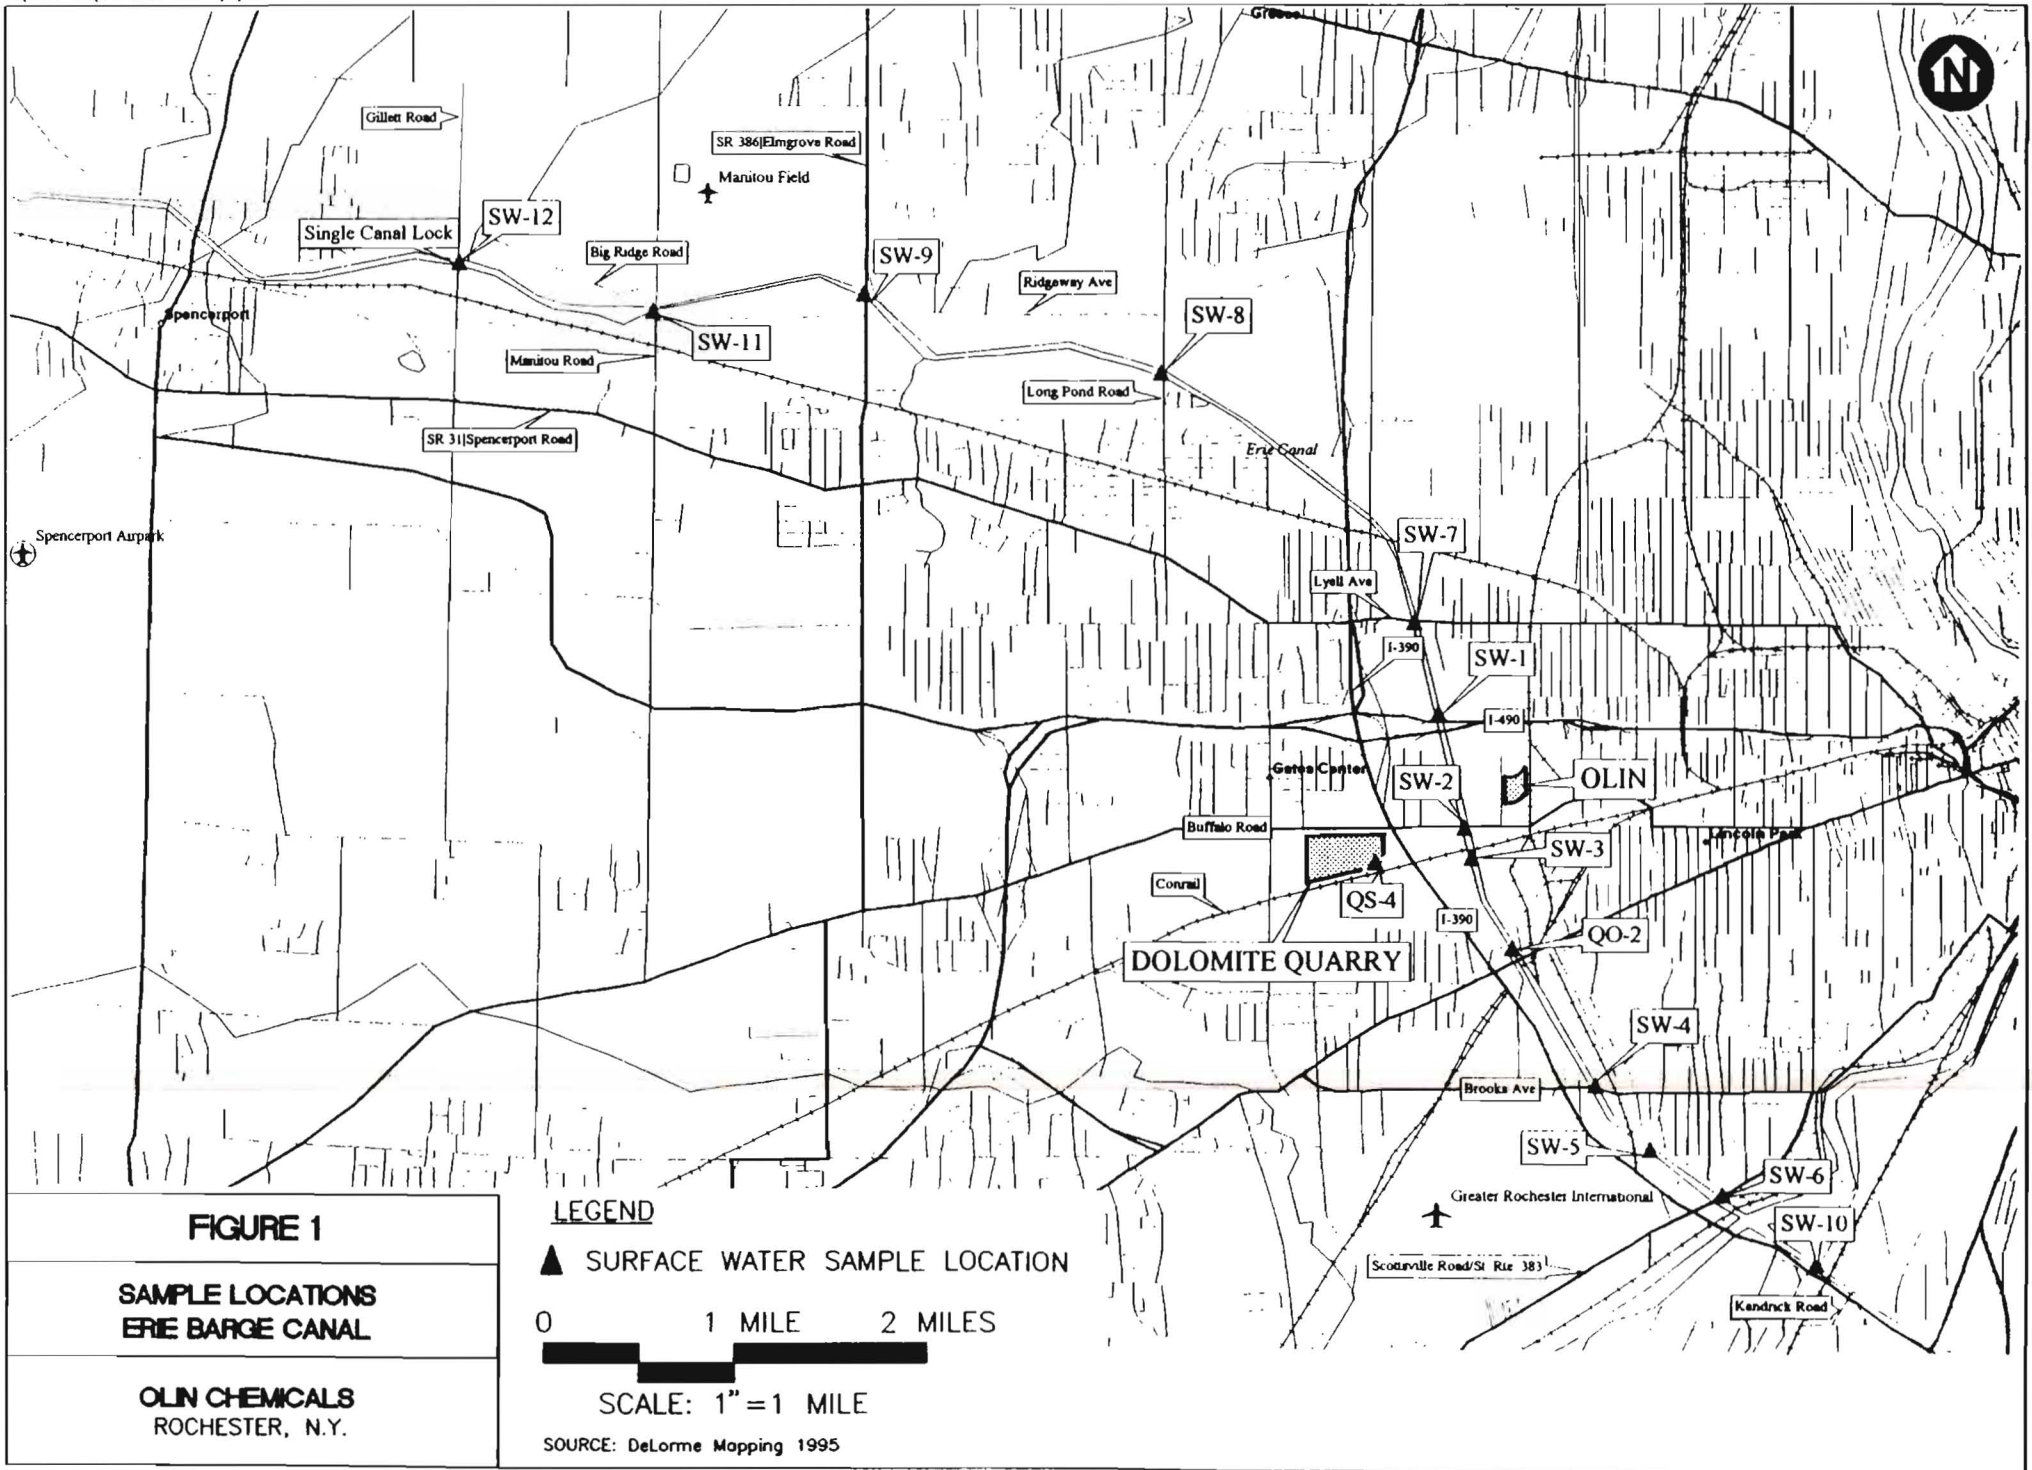 Greece
N
Gillett Road
SR 386|Elmgrove Road
Manitou Field
SW-12
Single Canal Lock
Big Ridge Road
SW-9
Ridgeway Ave
SW-8
Spencerport
SW-11
Manitou Road
Long Pond Road
SR 31|Spencerport Road
Erie Canal
Spencerport Airpark
SW-7
Lyell Ave
I-390
SW-1
I-490
Gates Center
SW-2
OLIN
Buffalo Road
Lincoln Park
SW-3
Conrail
QS-4
I-390
QO-2
DOLOMITE QUARRY
SW-4
Brooks Ave
SW-5
SW-6
Greater Rochester International
SW-10
Scottsville Road/St Rte 383
Kendrick Road
FIGURE 1
SAMPLE LOCATIONS
ERIE BARGE CANAL
OLIN CHEMICALS
ROCHESTER, N.Y.
LEGEND
SURFACE WATER SAMPLE LOCATION
0 1 MILE 2 MILES
SCALE: 1"=1 MILE
SOURCE: DeLorme Mapping 1995